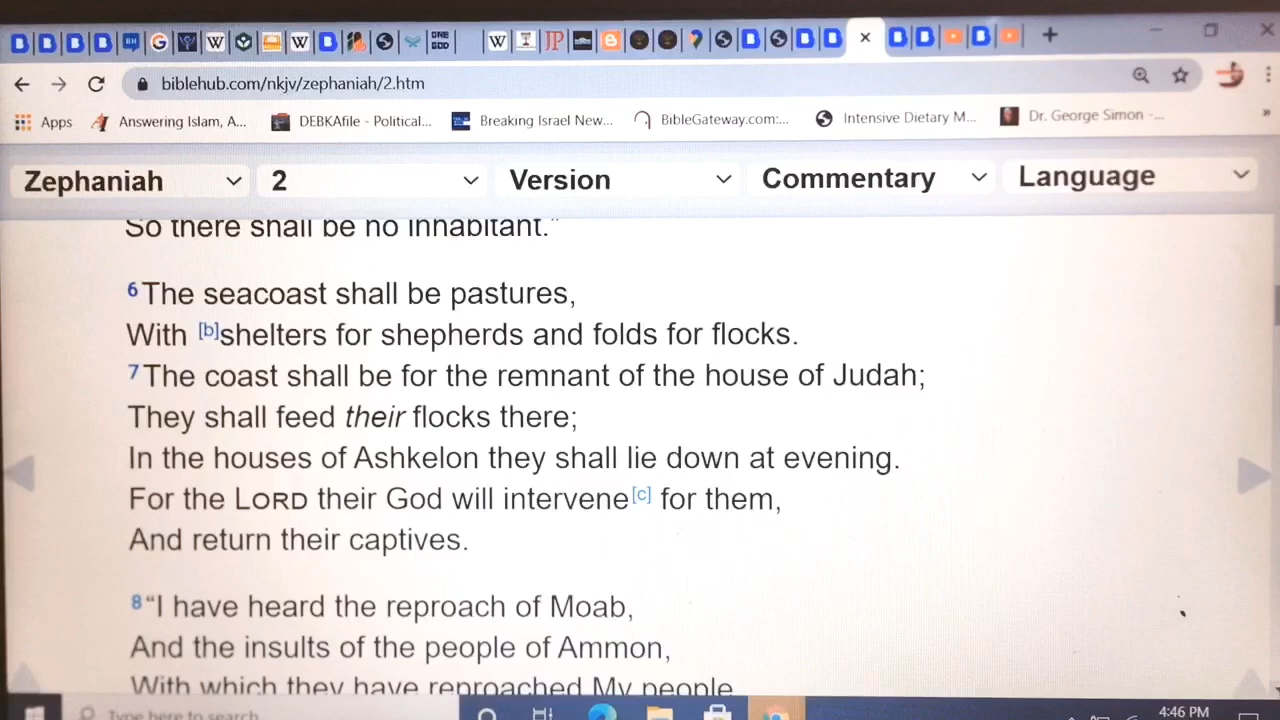 ONE
GOD
biblehub.com/nkjv/zephaniah/2.htm
Apps Answering Islam, A... DEBKAfile - Political... Breaking Israel New... BibleGateway.com:... Intensive Dietary M... Dr. George Simon -...
Zephaniah 2 Version Commentary Language
So there shall be no inhabitant.”
6 The seacoast shall be pastures,
With [b]shelters for shepherds and folds for flocks.
7 The coast shall be for the remnant of the house of Judah;
They shall feed their flocks there;
In the houses of Ashkelon they shall lie down at evening.
For the LORD their God will intervene[c] for them,
And return their captives.
8 “I have heard the reproach of Moab,
And the insults of the people of Ammon,
With which they have reproached My people
Type here to search
4:46 PM